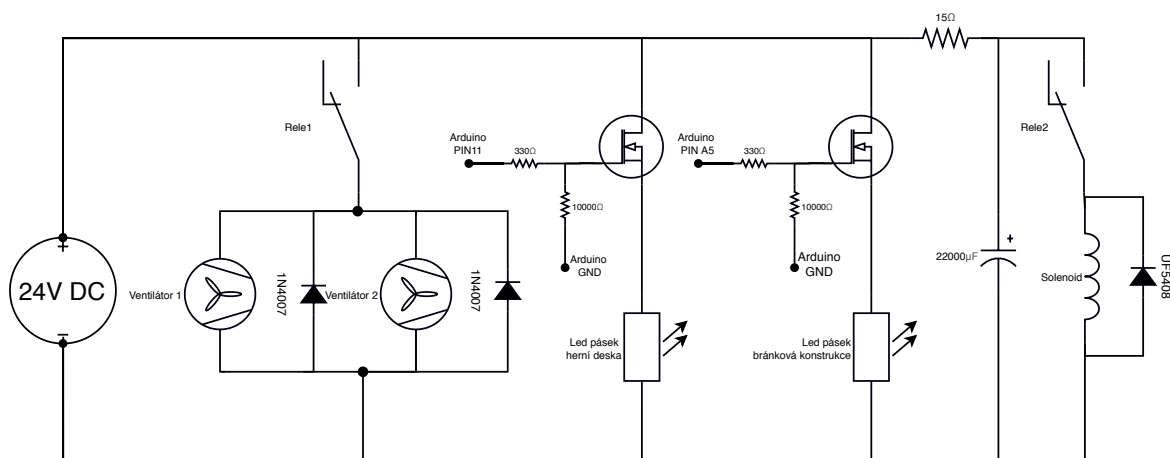 15Ω
Rele1
Arduino
PIN11
330Ω
10000Ω
Arduino
GND
Arduino
PIN A5
330Ω
10000Ω
Arduino
GND
Rele2
+
24V DC
−
Ventilátor 1
1N4007
Ventilátor 2
1N4007
22000µF
+
Solenoid
UF5408
Led pásek
herní deska
Led pásek
bránková konstrukce